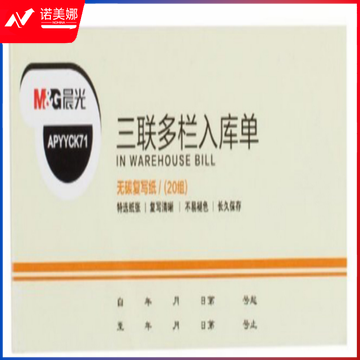 诺美娜
M&G晨光
APYYCK71
三联多栏入库单
IN WAREHOUSE BILL
无碳复写纸 / (20组)
特选纸张 | 复写清晰 | 不易褪色 | 长久保存
自 年 月 日第 号起
至 年 月 日第 号止